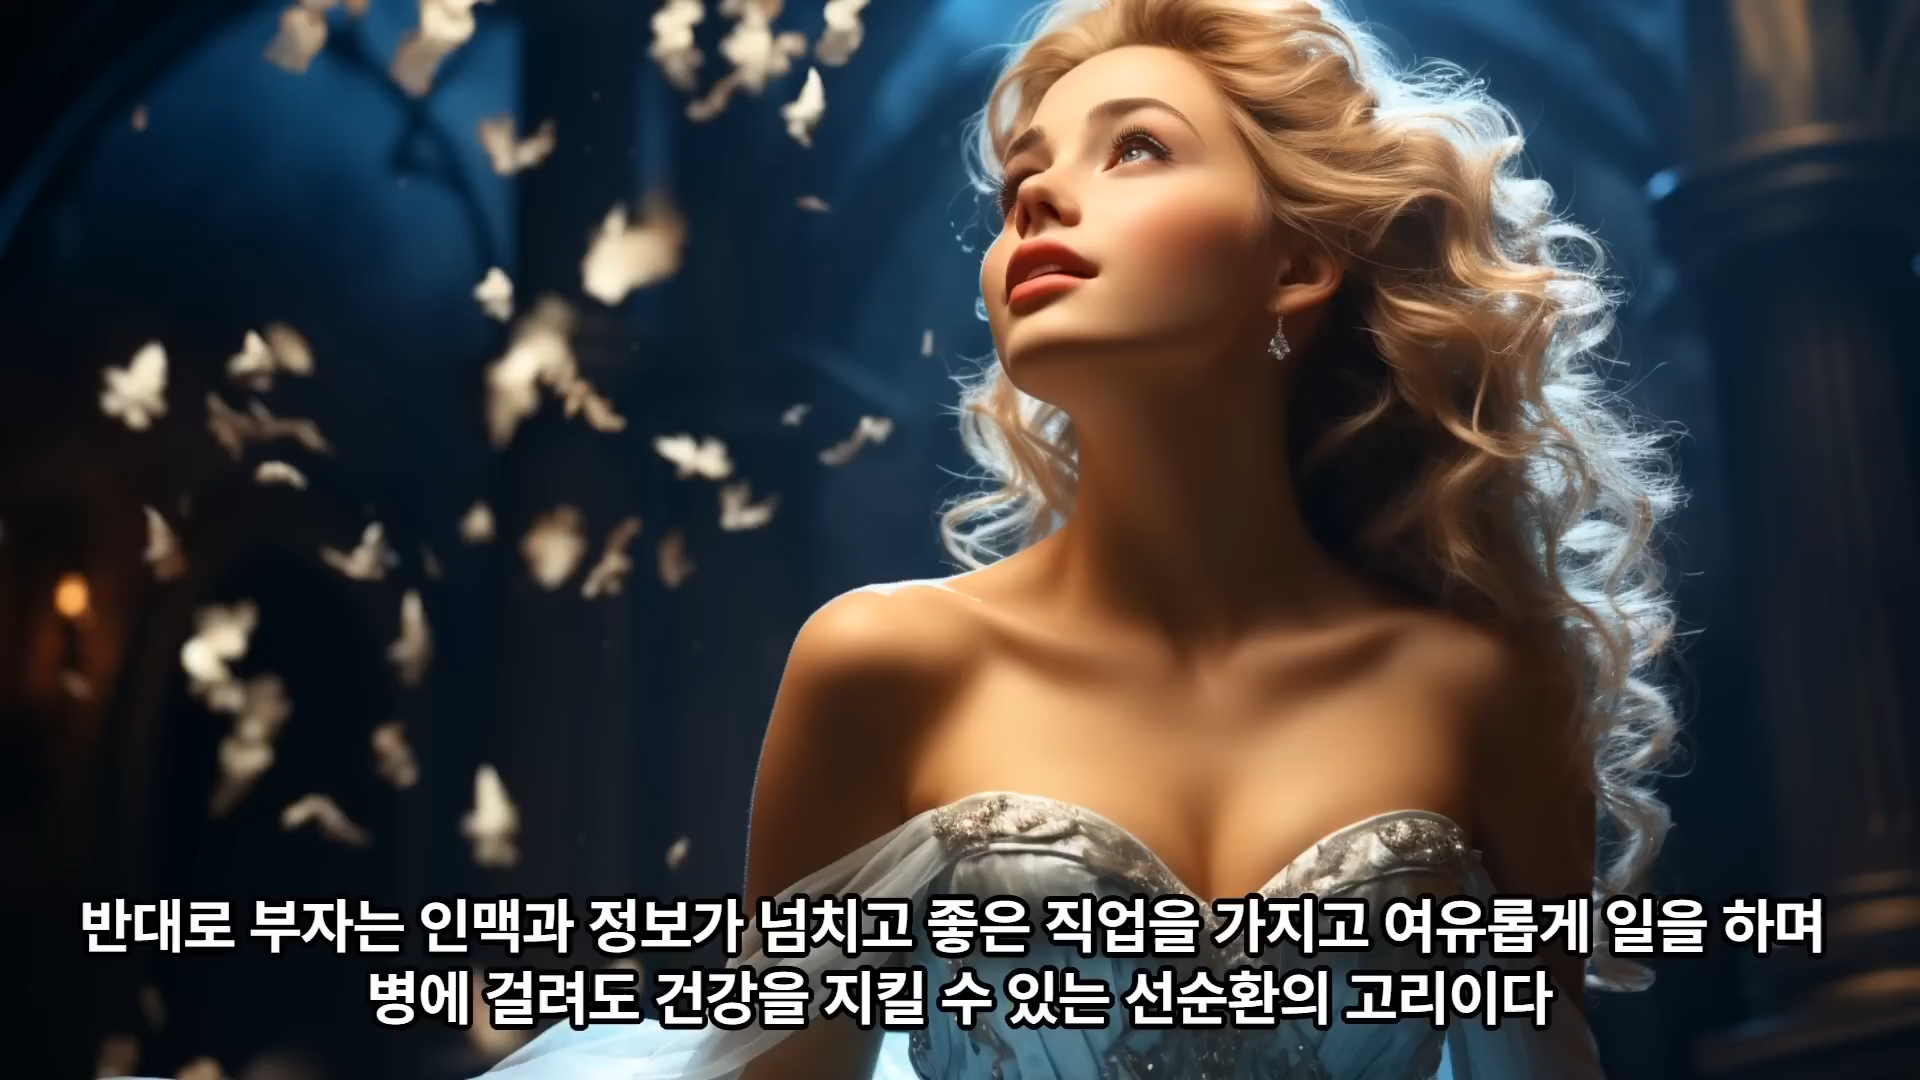 반대로 부자는 인맥과 정보가 넘치고 좋은 직업을 가지고 여유롭게 일을 하며
병에 걸려도 건강을 지킬 수 있는 선순환의 고리이다